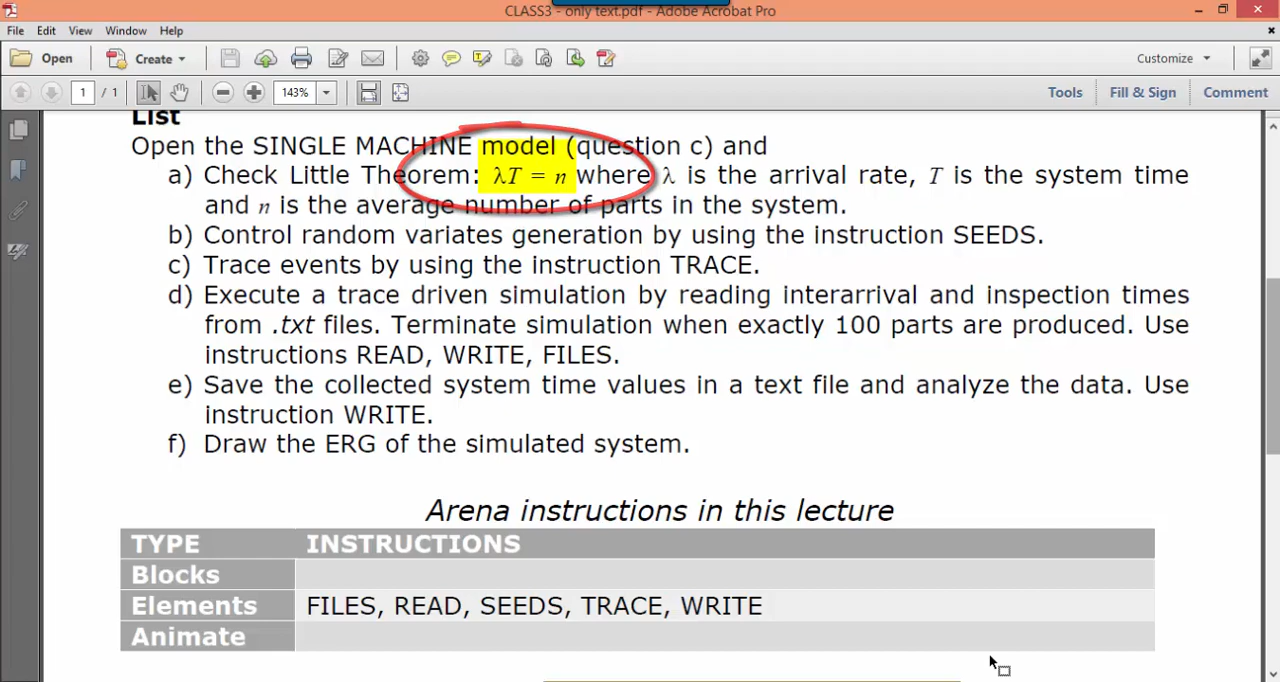 CLASS3 - only text.pdf - Adobe Acrobat Pro
File Edit View Window Help
Open Create Customize
1 / 1 143% Tools Fill & Sign Comment
List
Open the SINGLE MACHINE model (question c) and
a) Check Little Theorem: λT = n where λ is the arrival rate, T is the system time
and n is the average number of parts in the system.
b) Control random variates generation by using the instruction SEEDS.
c) Trace events by using the instruction TRACE.
d) Execute a trace driven simulation by reading interarrival and inspection times
from .txt files. Terminate simulation when exactly 100 parts are produced. Use
instructions READ, WRITE, FILES.
e) Save the collected system time values in a text file and analyze the data. Use
instruction WRITE.
f) Draw the ERG of the simulated system.
Arena instructions in this lecture
TYPE INSTRUCTIONS
Blocks
Elements FILES, READ, SEEDS, TRACE, WRITE
Animate